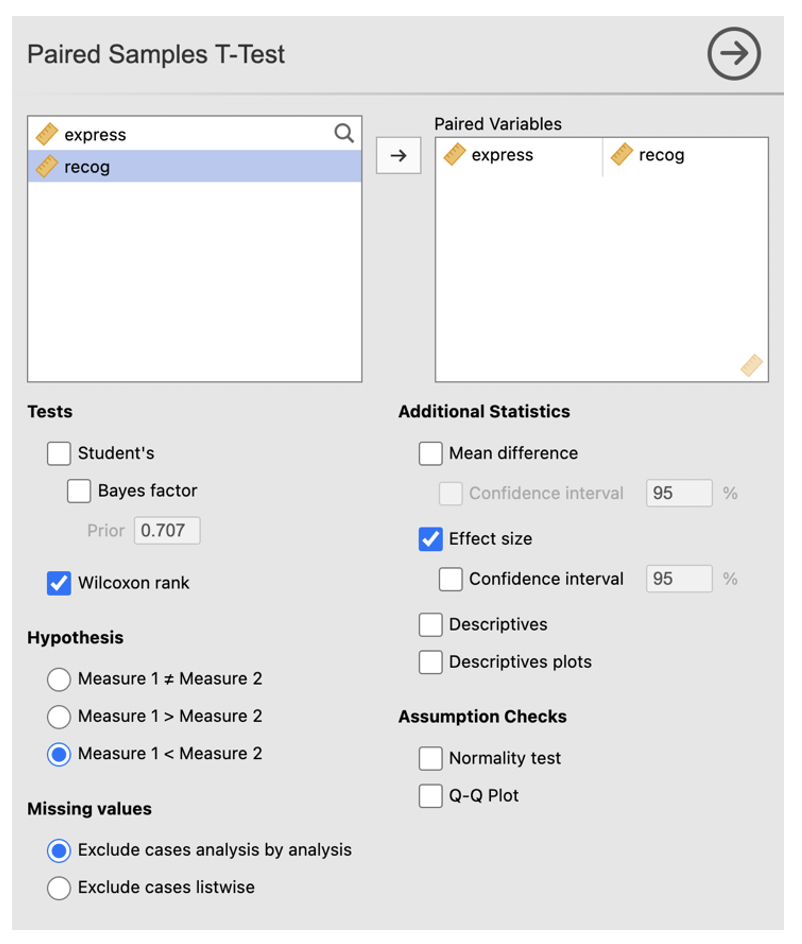 Paired Samples T-Test
express
recog
Paired Variables
express recog
Tests
Student's
Bayes factor
Prior 0.707
Wilcoxon rank
Hypothesis
Measure 1 ≠ Measure 2
Measure 1 > Measure 2
Measure 1 < Measure 2
Missing values
Exclude cases analysis by analysis
Exclude cases listwise
Additional Statistics
Mean difference
Confidence interval 95 %
Effect size
Confidence interval 95 %
Descriptives
Descriptives plots
Assumption Checks
Normality test
Q-Q Plot